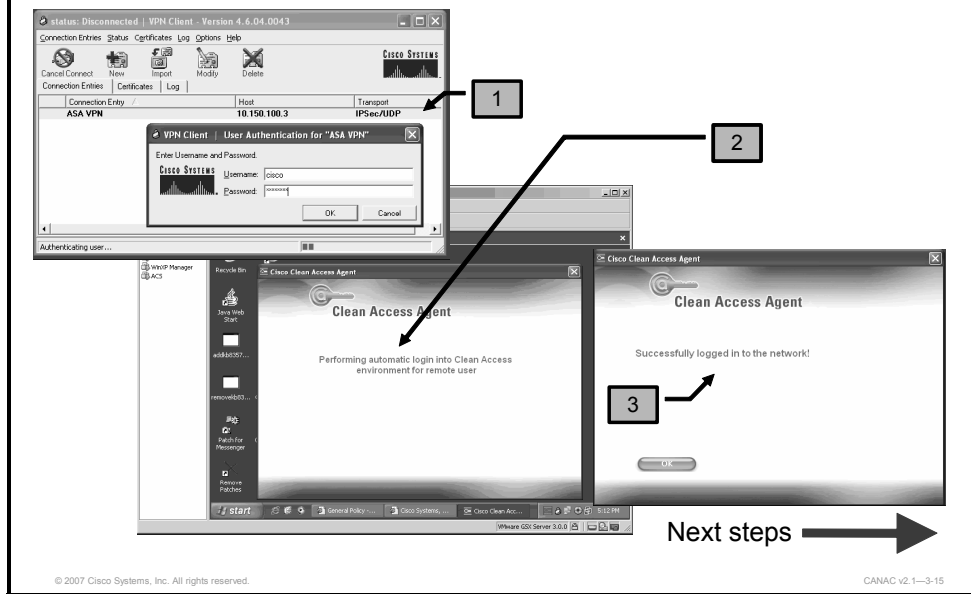 status: Disconnected | VPN Client - Version 4.6.04.0043
Connection Entries Status Certificates Log Options Help
Cancel Connect New Import Modify Delete
CISCO SYSTEMS
Connection Entries Certificates Log
Connection Entry / Host Transport
ASA VPN 10.150.100.3 IPSec/UDP
1
VPN Client | User Authentication for "ASA VPN"
Enter Username and Password.
CISCO SYSTEMS
Username: cisco
Password: *******
OK Cancel
Authenticating user...
2
WinXP Manager
ACS
Recycle Bin
Java Web
Start
addkb8357...
removekb83...
Patch for
Messenger
Remove
Patches
Cisco Clean Access Agent
Clean Access Agent
Performing automatic login into Clean Access
environment for remote user
Cisco Clean Access Agent
Clean Access Agent
Successfully logged in to the network!
3
OK
start General Policy -... Cisco Systems, ... Cisco Clean Acc... 5:12 PM
VMware GSX Server 3.0.0
Next steps
© 2007 Cisco Systems, Inc. All rights reserved.
CANAC v2.1—3-15